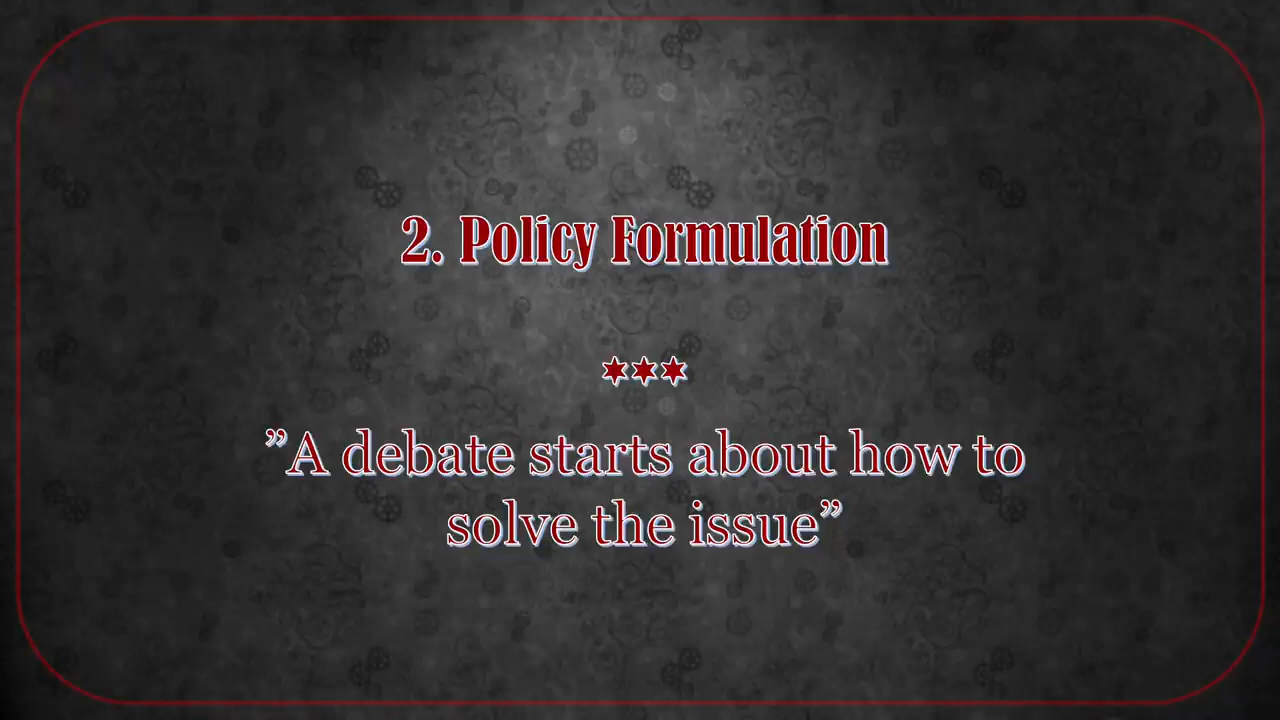 2. Policy Formulation
✶✶✶
”A debate starts about how to
solve the issue”